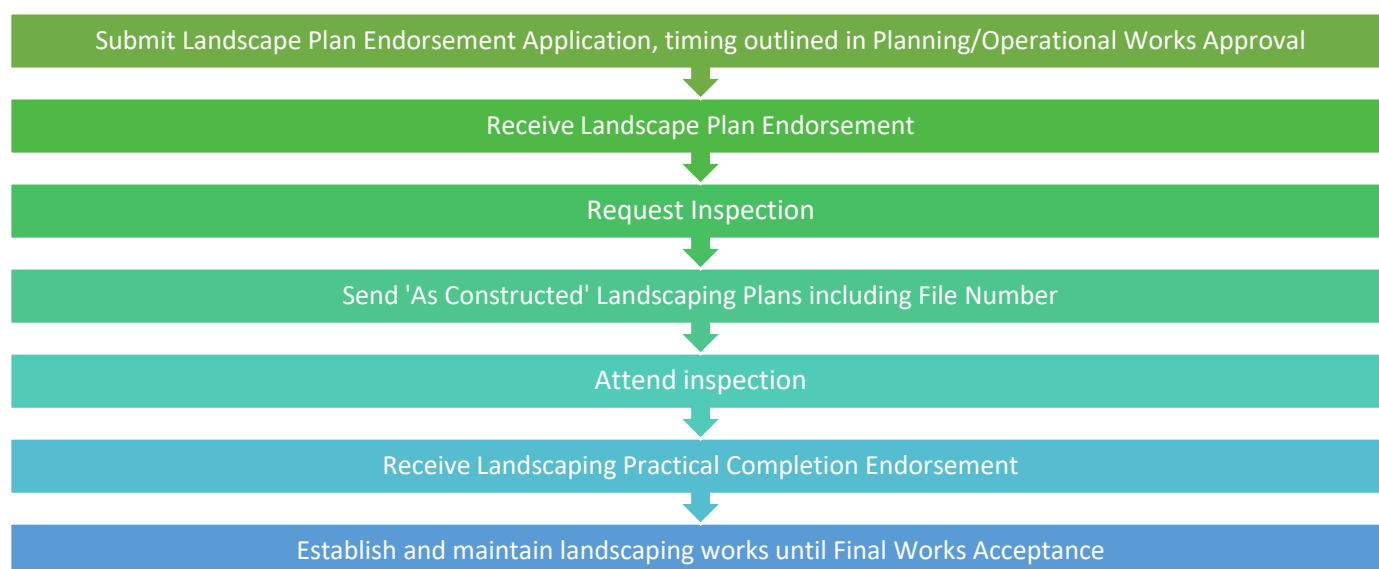 Submit Landscape Plan Endorsement Application, timing outlined in Planning/Operational Works Approval
Receive Landscape Plan Endorsement
Request Inspection
Send 'As Constructed' Landscaping Plans including File Number
Attend inspection
Receive Landscaping Practical Completion Endorsement
Establish and maintain landscaping works until Final Works Acceptance